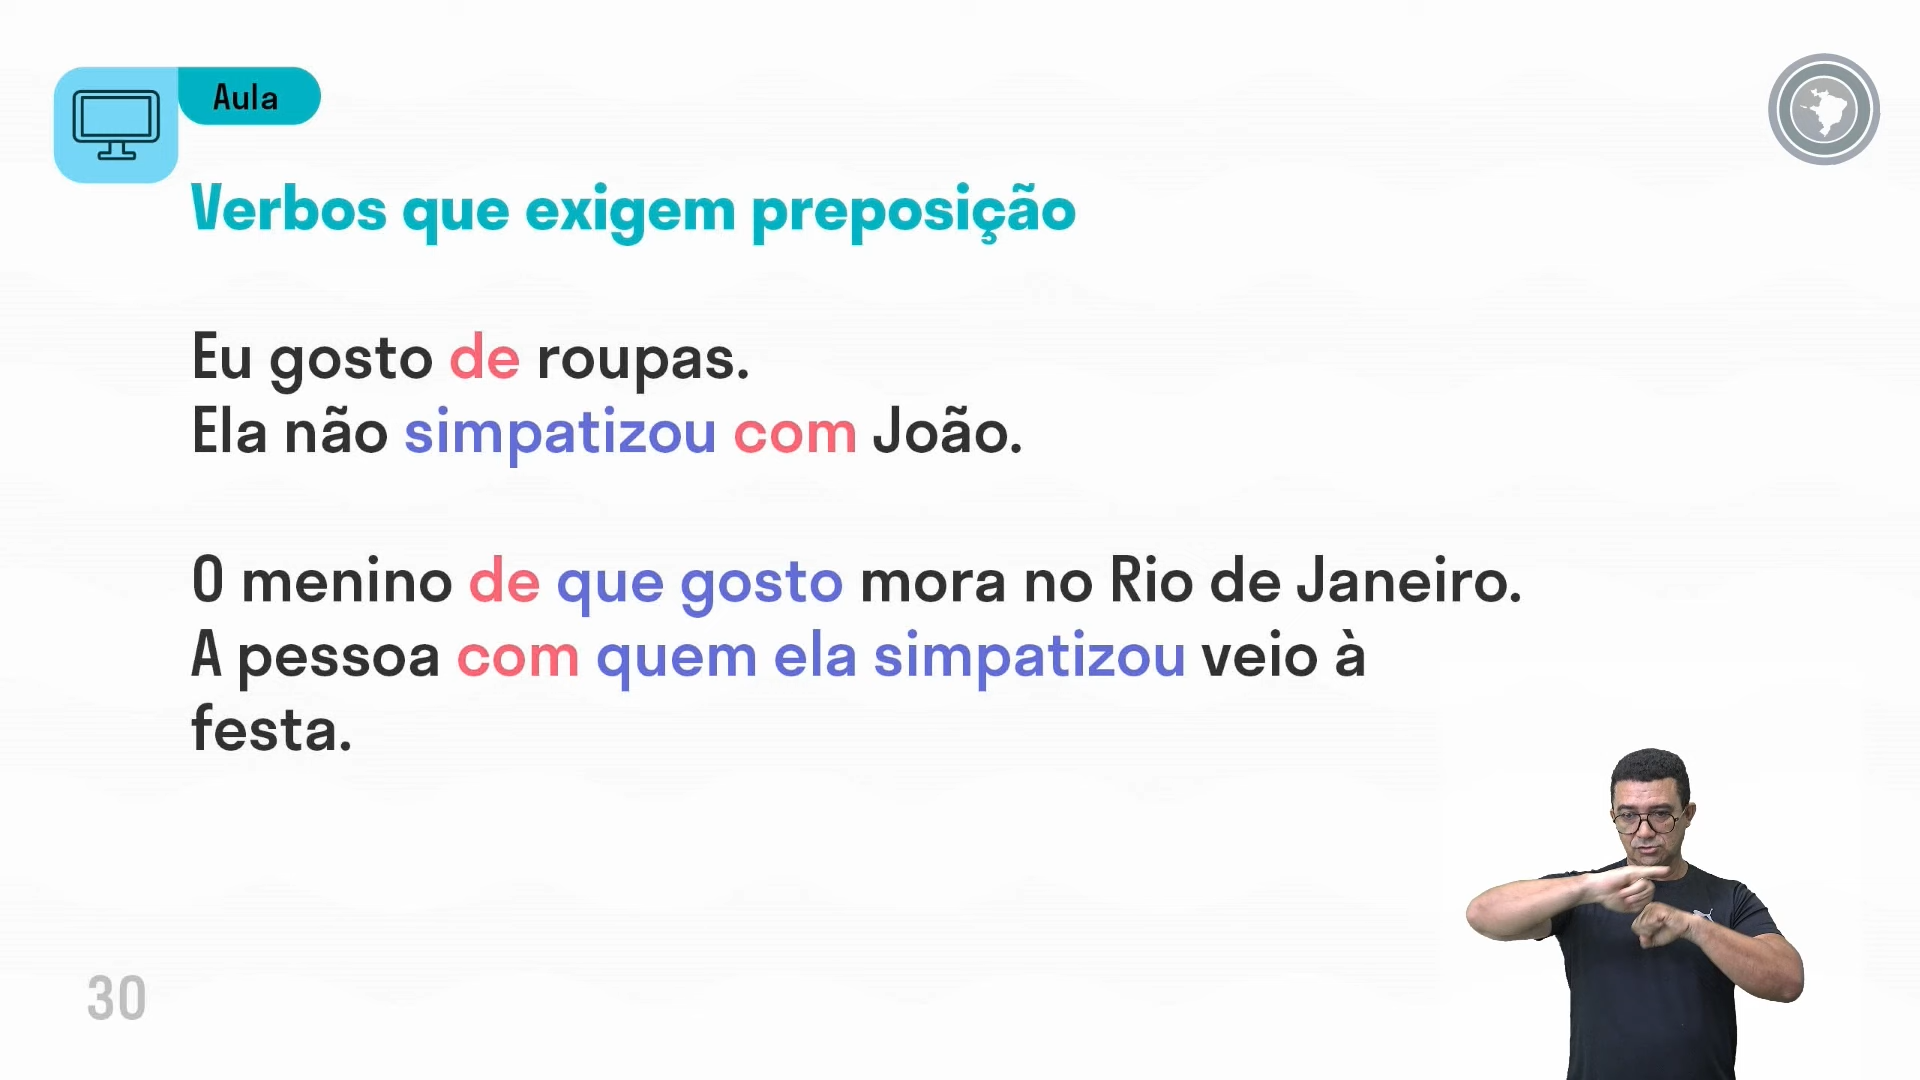 Aula
Verbos que exigem preposição
Eu gosto de roupas.
Ela não simpatizou com João.
O menino de que gosto mora no Rio de Janeiro.
A pessoa com quem ela simpatizou veio à
festa.
30